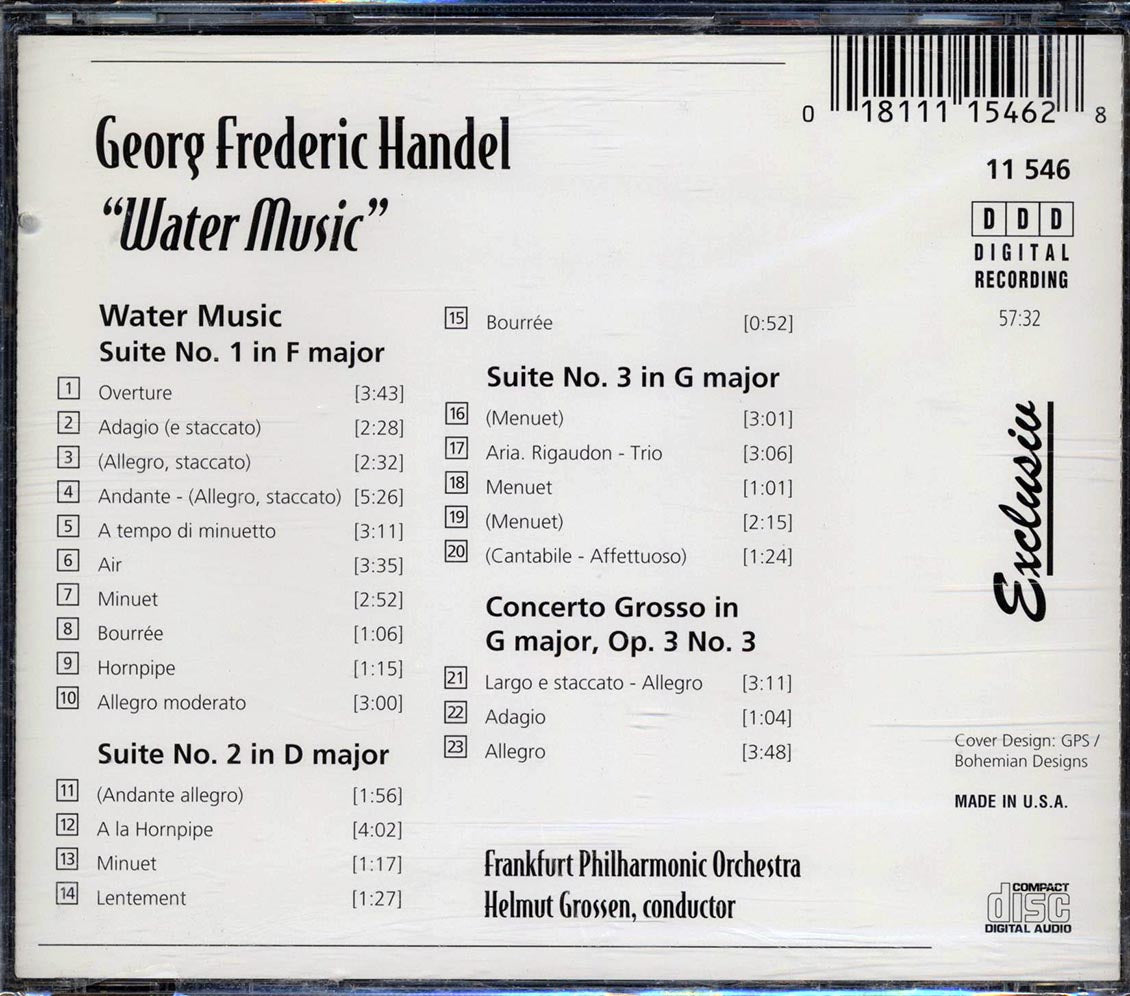 Georg Frederic Handel
“Water Music”
Water Music
Suite No. 1 in F major
1 Overture [3:43]
2 Adagio (e staccato) [2:28]
3 (Allegro, staccato) [2:32]
4 Andante - (Allegro, staccato) [5:26]
5 A tempo di minuetto [3:11]
6 Air [3:35]
7 Minuet [2:52]
8 Bourrée [1:06]
9 Hornpipe [1:15]
10 Allegro moderato [3:00]
Suite No. 2 in D major
11 (Andante allegro) [1:56]
12 A la Hornpipe [4:02]
13 Minuet [1:17]
14 Lentement [1:27]
15 Bourrée [0:52]
Suite No. 3 in G major
16 (Menuet) [3:01]
17 Aria. Rigaudon - Trio [3:06]
18 Menuet [1:01]
19 (Menuet) [2:15]
20 (Cantabile - Affettuoso) [1:24]
Concerto Grosso in
G major, Op. 3 No. 3
21 Largo e staccato - Allegro [3:11]
22 Adagio [1:04]
23 Allegro [3:48]
Frankfurt Philharmonic Orchestra
Helmut Grossen, conductor
0 18111 15462 8
11 546
D D D
DIGITAL
RECORDING
57:32
Exclusiv
Cover Design: GPS /
Bohemian Designs
MADE IN U.S.A.
COMPACT
disc
DIGITAL AUDIO